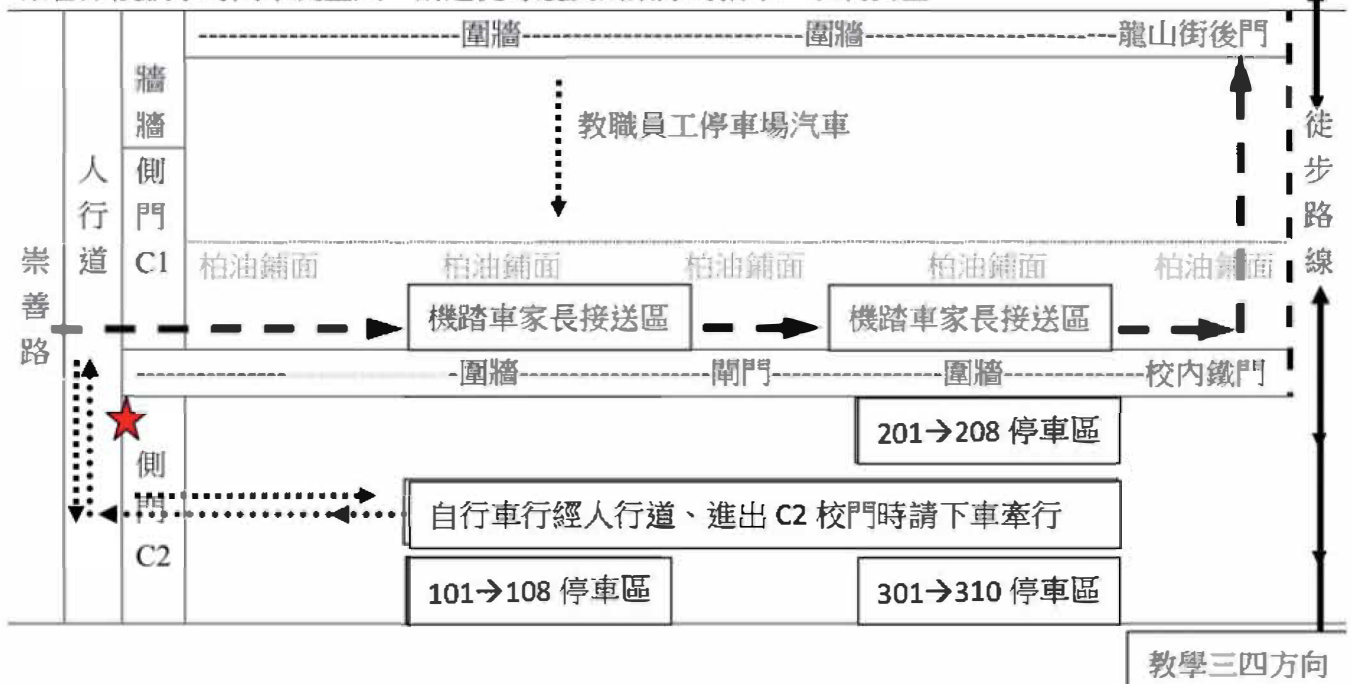 圍牆 圍牆 龍山街後門
牆
牆
教職員工停車場汽車
徒步路線
崇善路
人行道
側門 C1
柏油鋪面 柏油鋪面 柏油鋪面 柏油鋪面 柏油鋪面
機踏車家長接送區 機踏車家長接送區
圍牆 閘門 圍牆 校內鐵門
201→208 停車區
側門 C2
自行車行經人行道、進出 C2 校門時請下車牽行
101→108 停車區 301→310 停車區
教學三四方向